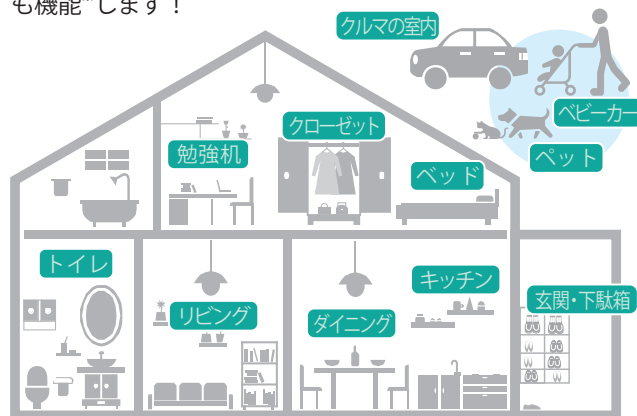 も機能*します！
クルマの室内
ベビーカー
ペット
クローゼット
勉強机
ベッド
トイレ
キッチン
リビング
ダイニング
玄関・下駄箱